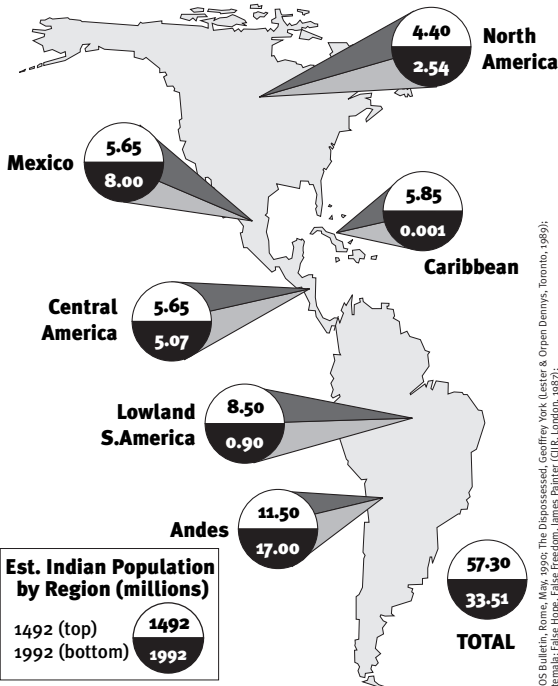 4.40
2.54
North
America
Mexico
5.65
8.00
5.85
0.001
Caribbean
Central
America
5.65
5.07
Lowland
S.America
8.50
0.90
Andes
11.50
17.00
Est. Indian Population
by Region (millions)
1492 (top)
1992 (bottom)
1492
1992
57.30
33.51
TOTAL
OS Bulletin, Rome, May, 1990; The Dispossessed, Geoffrey York (Lester & Orpen Dennys, Toronto, 1989);
temala: False Hope, False Freedom, James Painter (CIIR, London, 1987);